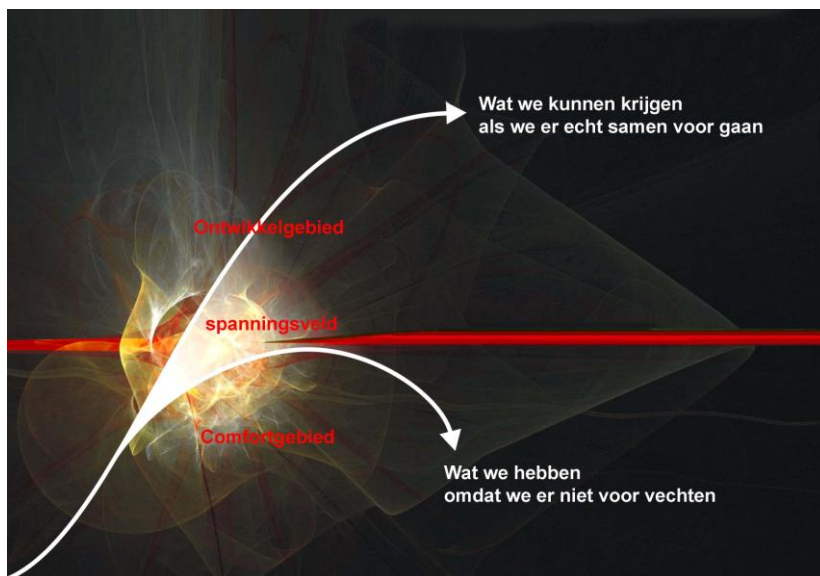 Wat we kunnen krijgen
als we er echt samen voor gaan
Ontwikkelgebied
spanningsveld
Comfortgebied
Wat we hebben
omdat we er niet voor vechten